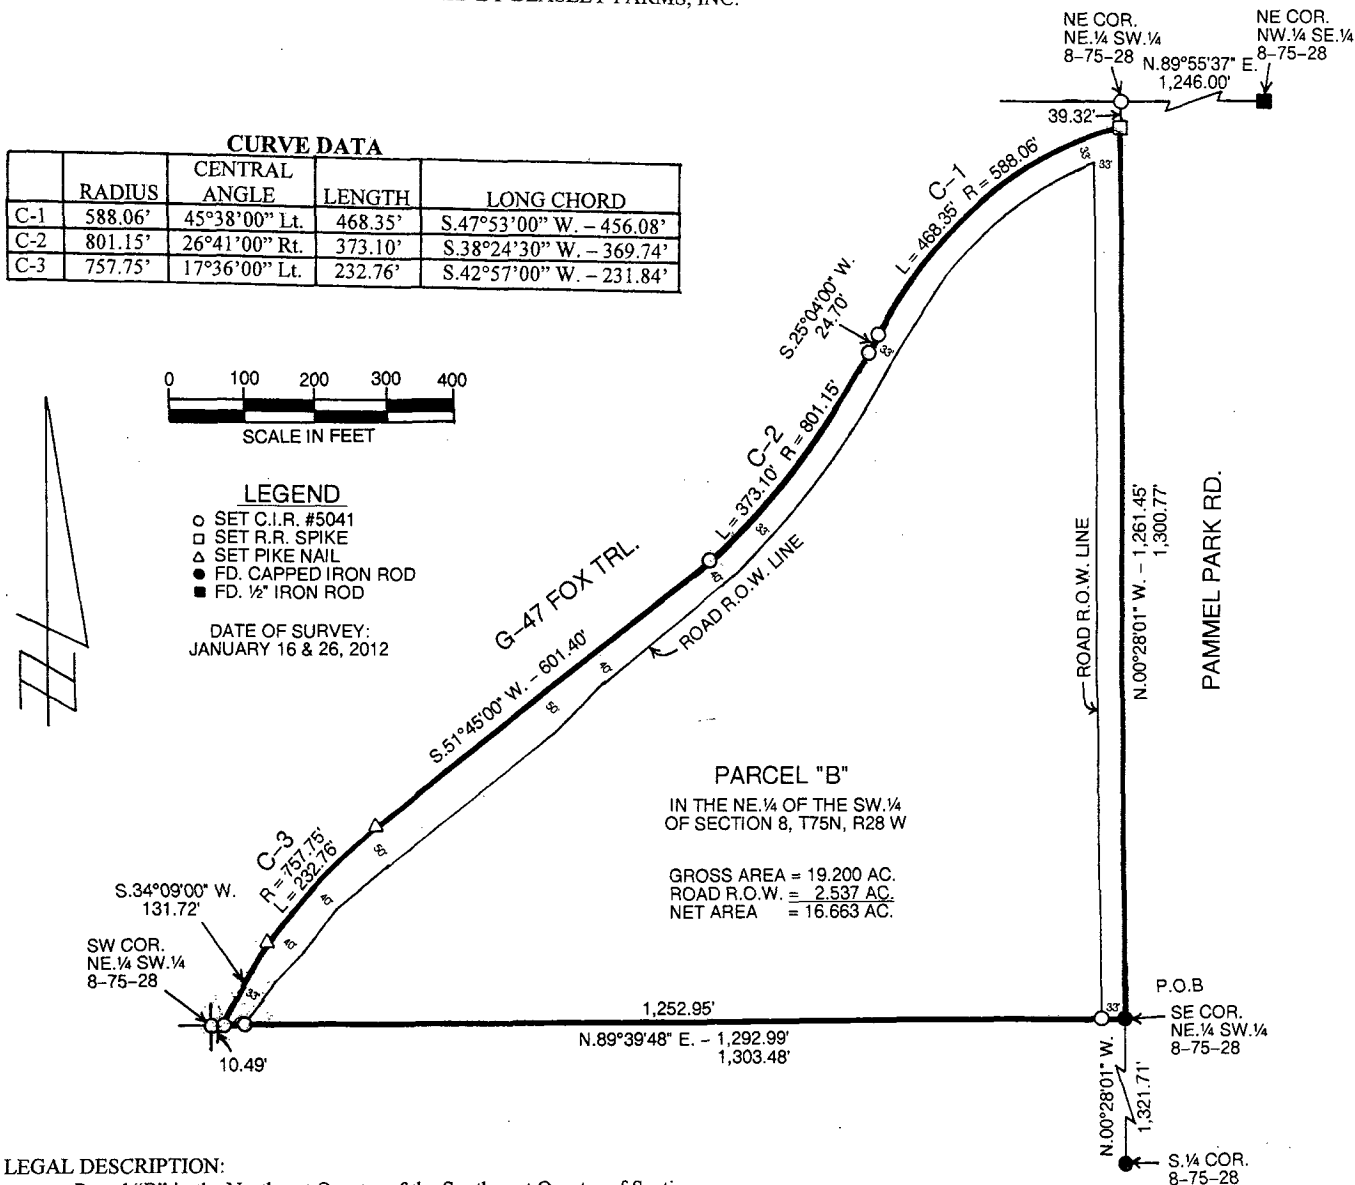 BEASLEY FARMS, INC.
NE COR.
NE.¼ SW.¼
8-75-28
NE COR.
NW.¼ SE.¼
8-75-28
N.89°55'37" E.
1,246.00'
39.32'
CURVE DATA
RADIUS CENTRAL ANGLE LENGTH LONG CHORD
C-1 588.06' 45°38'00" Lt. 468.35' S.47°53'00" W. – 456.08'
C-2 801.15' 26°41'00" Rt. 373.10' S.38°24'30" W. – 369.74'
C-3 757.75' 17°36'00" Lt. 232.76' S.42°57'00" W. – 231.84'
33' 33'
C-1
L = 468.35' R = 588.06'
S.25°04'00" W.
24.70'
33'
0 100 200 300 400
SCALE IN FEET
C-2
L = 373.10' R = 801.15'
33'
LEGEND
○ SET C.I.R. #5041
□ SET R.R. SPIKE
△ SET PIKE NAIL
● FD. CAPPED IRON ROD
■ FD. ½" IRON ROD
DATE OF SURVEY:
JANUARY 16 & 26, 2012
G-47 FOX TRL.
40'
ROAD R.O.W. LINE
S.51°45'00" W. – 601.40'
40'
50'
ROAD R.O.W. LINE
N.00°28'01" W. – 1,261.45'
1,300.77'
PAMMEL PARK RD.
PARCEL "B"
IN THE NE.¼ OF THE SW.¼
OF SECTION 8, T75N, R28 W
GROSS AREA = 19.200 AC.
ROAD R.O.W. = 2.537 AC.
NET AREA = 16.663 AC.
C-3
R = 757.75'
L = 232.76'
50'
40'
40'
S.34°09'00" W.
131.72'
SW COR.
NE.¼ SW.¼
8-75-28
33'
10.49'
1,252.95'
N.89°39'48" E. – 1,292.99'
1,303.48'
33'
P.O.B
SE COR.
NE.¼ SW.¼
8-75-28
N.00°28'01" W.
1,321.71'
S.¼ COR.
8-75-28
LEGAL DESCRIPTION: